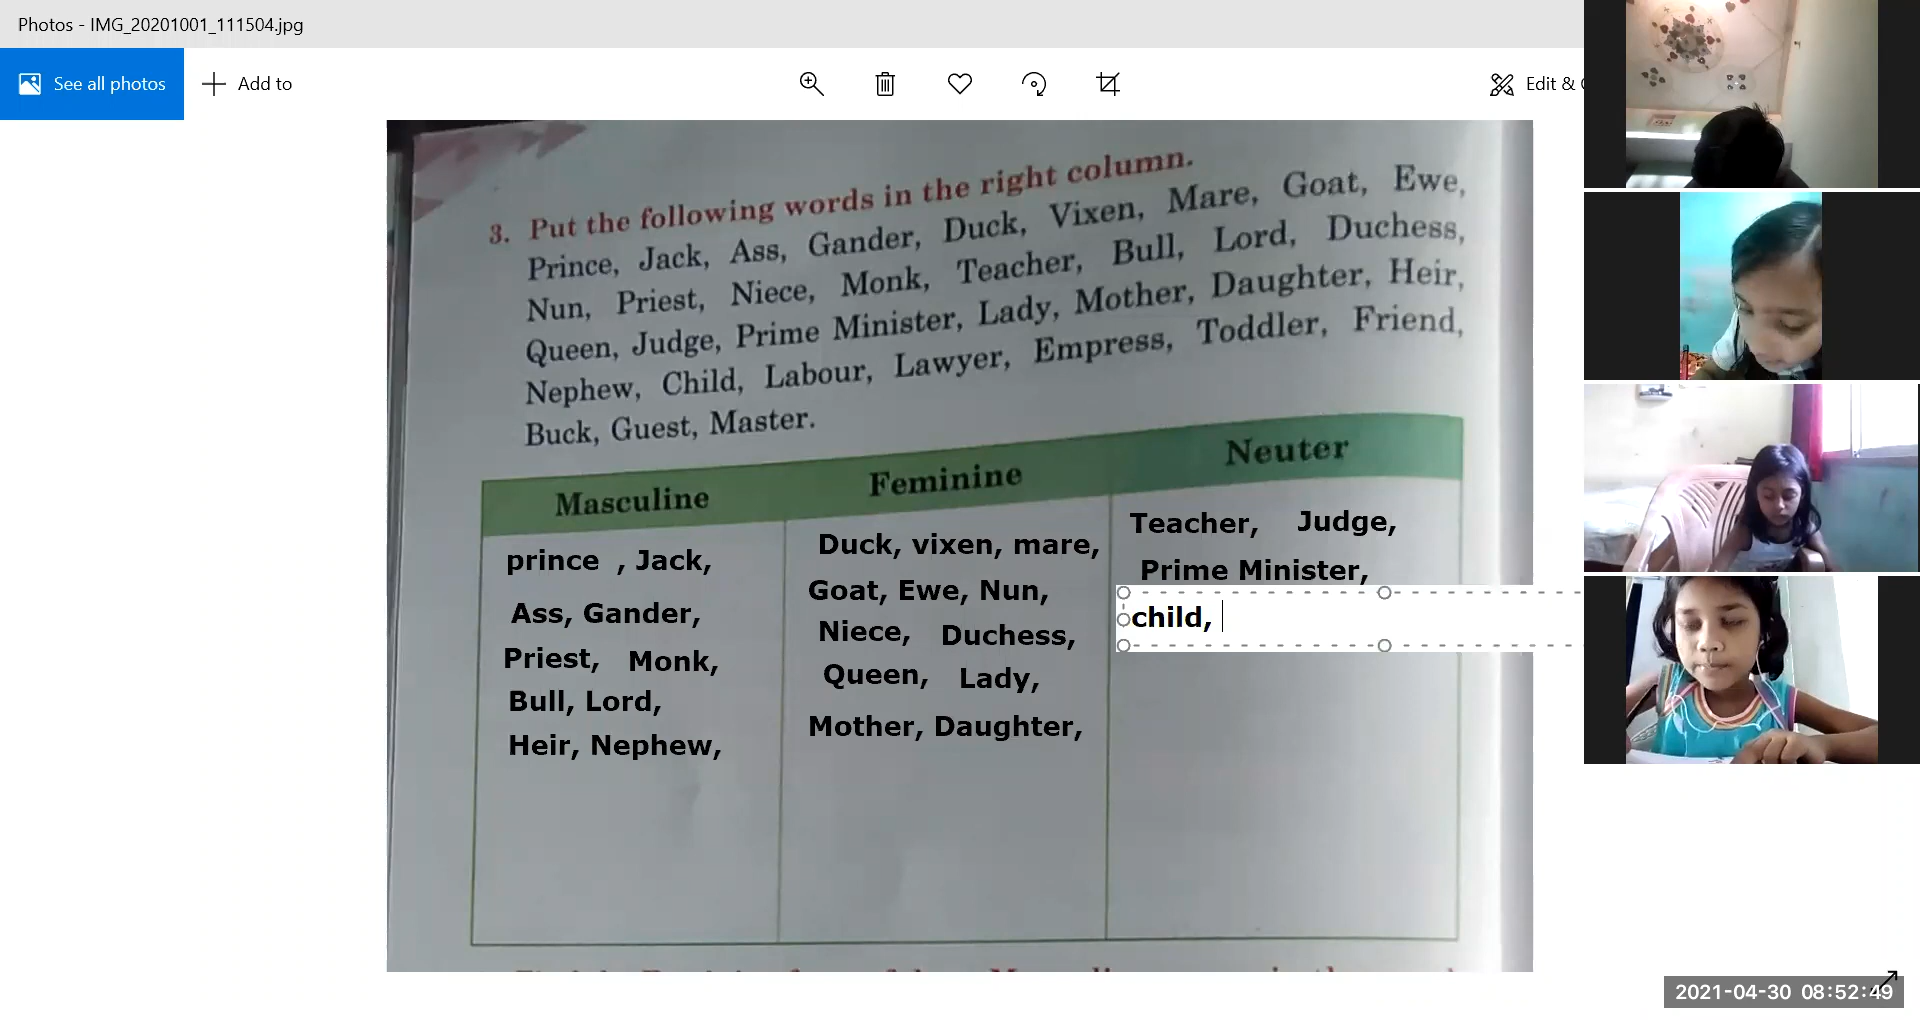 Photos - IMG_20201001_111504.jpg
See all photos
Add to
Edit &
3. Put the following words in the right column.
Prince, Jack, Ass, Gander, Duck, Vixen, Mare, Goat, Ewe,
Nun, Priest, Niece, Monk, Teacher, Bull, Lord, Duchess,
Queen, Judge, Prime Minister, Lady, Mother, Daughter, Heir,
Nephew, Child, Labour, Lawyer, Empress, Toddler, Friend,
Buck, Guest, Master.
Masculine
prince , Jack,
Ass, Gander,
Priest, Monk,
Bull, Lord,
Heir, Nephew,
Feminine
Duck, vixen, mare,
Goat, Ewe, Nun,
Niece, Duchess,
Queen, Lady,
Mother, Daughter,
Neuter
Teacher, Judge,
Prime Minister,
child,
2021-04-30 08:52:49